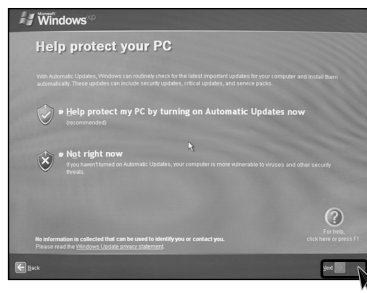 Microsoft
Windows xp
Help protect your PC
With Automatic Updates, Windows can routinely check for the latest important updates for your computer and install them
automatically. These updates can include security updates, critical updates, and service packs.
Help protect my PC by turning on Automatic Updates now
(recommended)
Not right now
If you haven't turned on Automatic Updates, your computer is more vulnerable to viruses and other security
threats.
For help,
click here or press F1
No information is collected that can be used to identify you or contact you.
Please read the Windows Update privacy statement
Back
Next